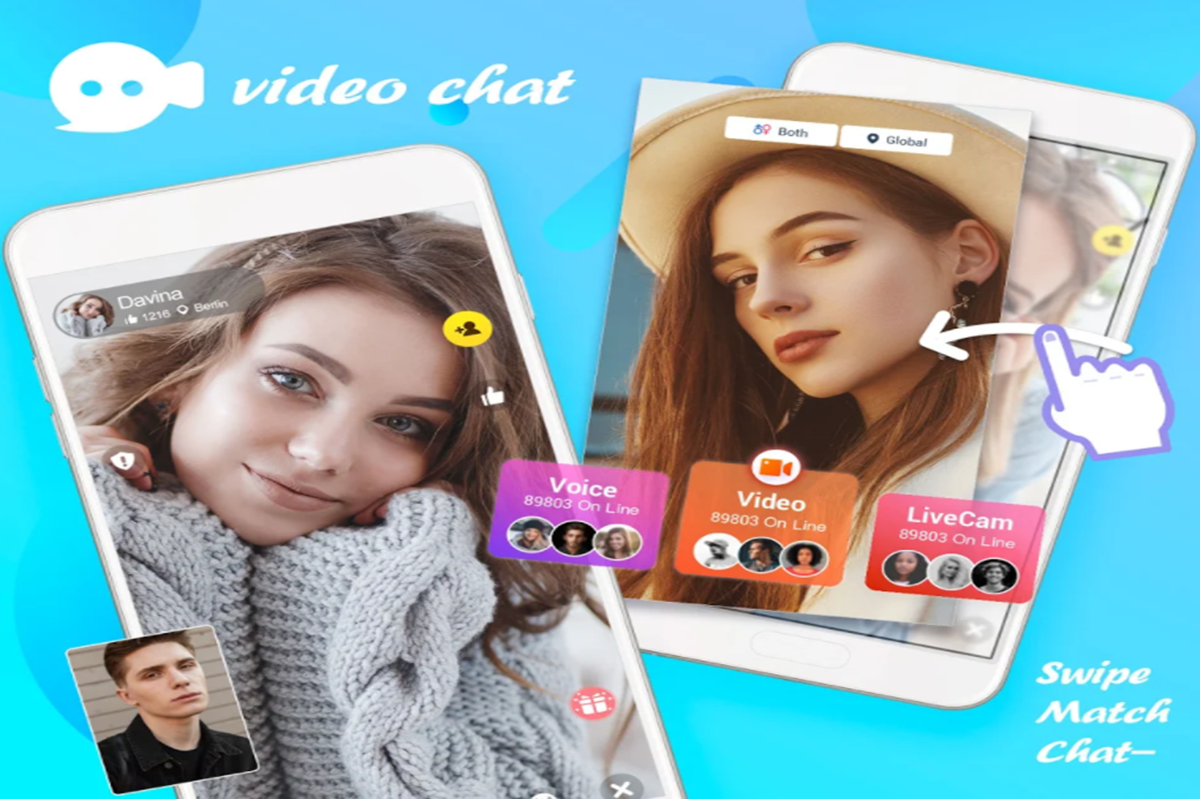 video chat
Both
Global
Davina
1216 Berlin
Voice
89803 On Line
Video
89803 On Line
LiveCam
89803 On Line
Swipe
Match
Chat—